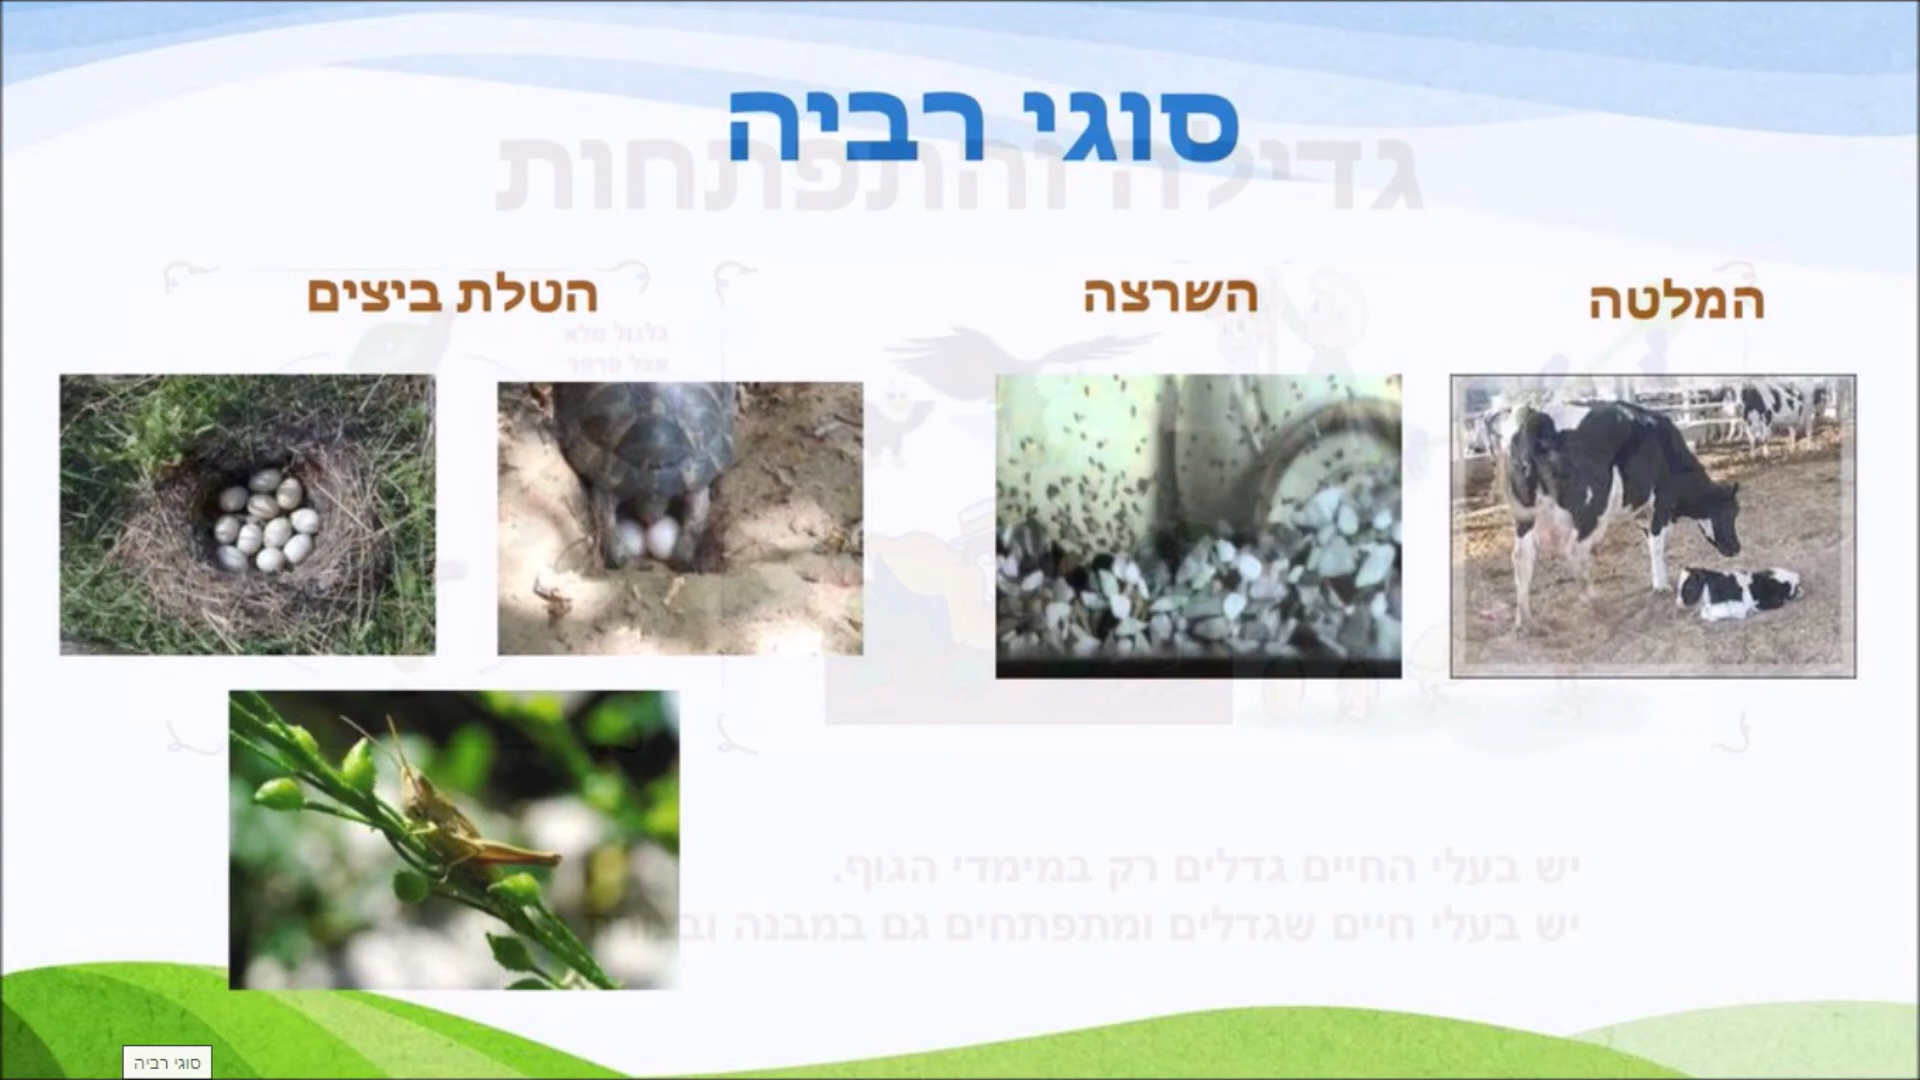 סוגי רביה
גדילה והתפתחות
המלטה
השרצה
הטלת ביצים
גלגול מלא
אצל פרפר
יש בעלי החיים גדלים רק במימדי הגוף.
יש בעלי חיים שגדלים ומתפתחים גם במבנה
סוגי רביה